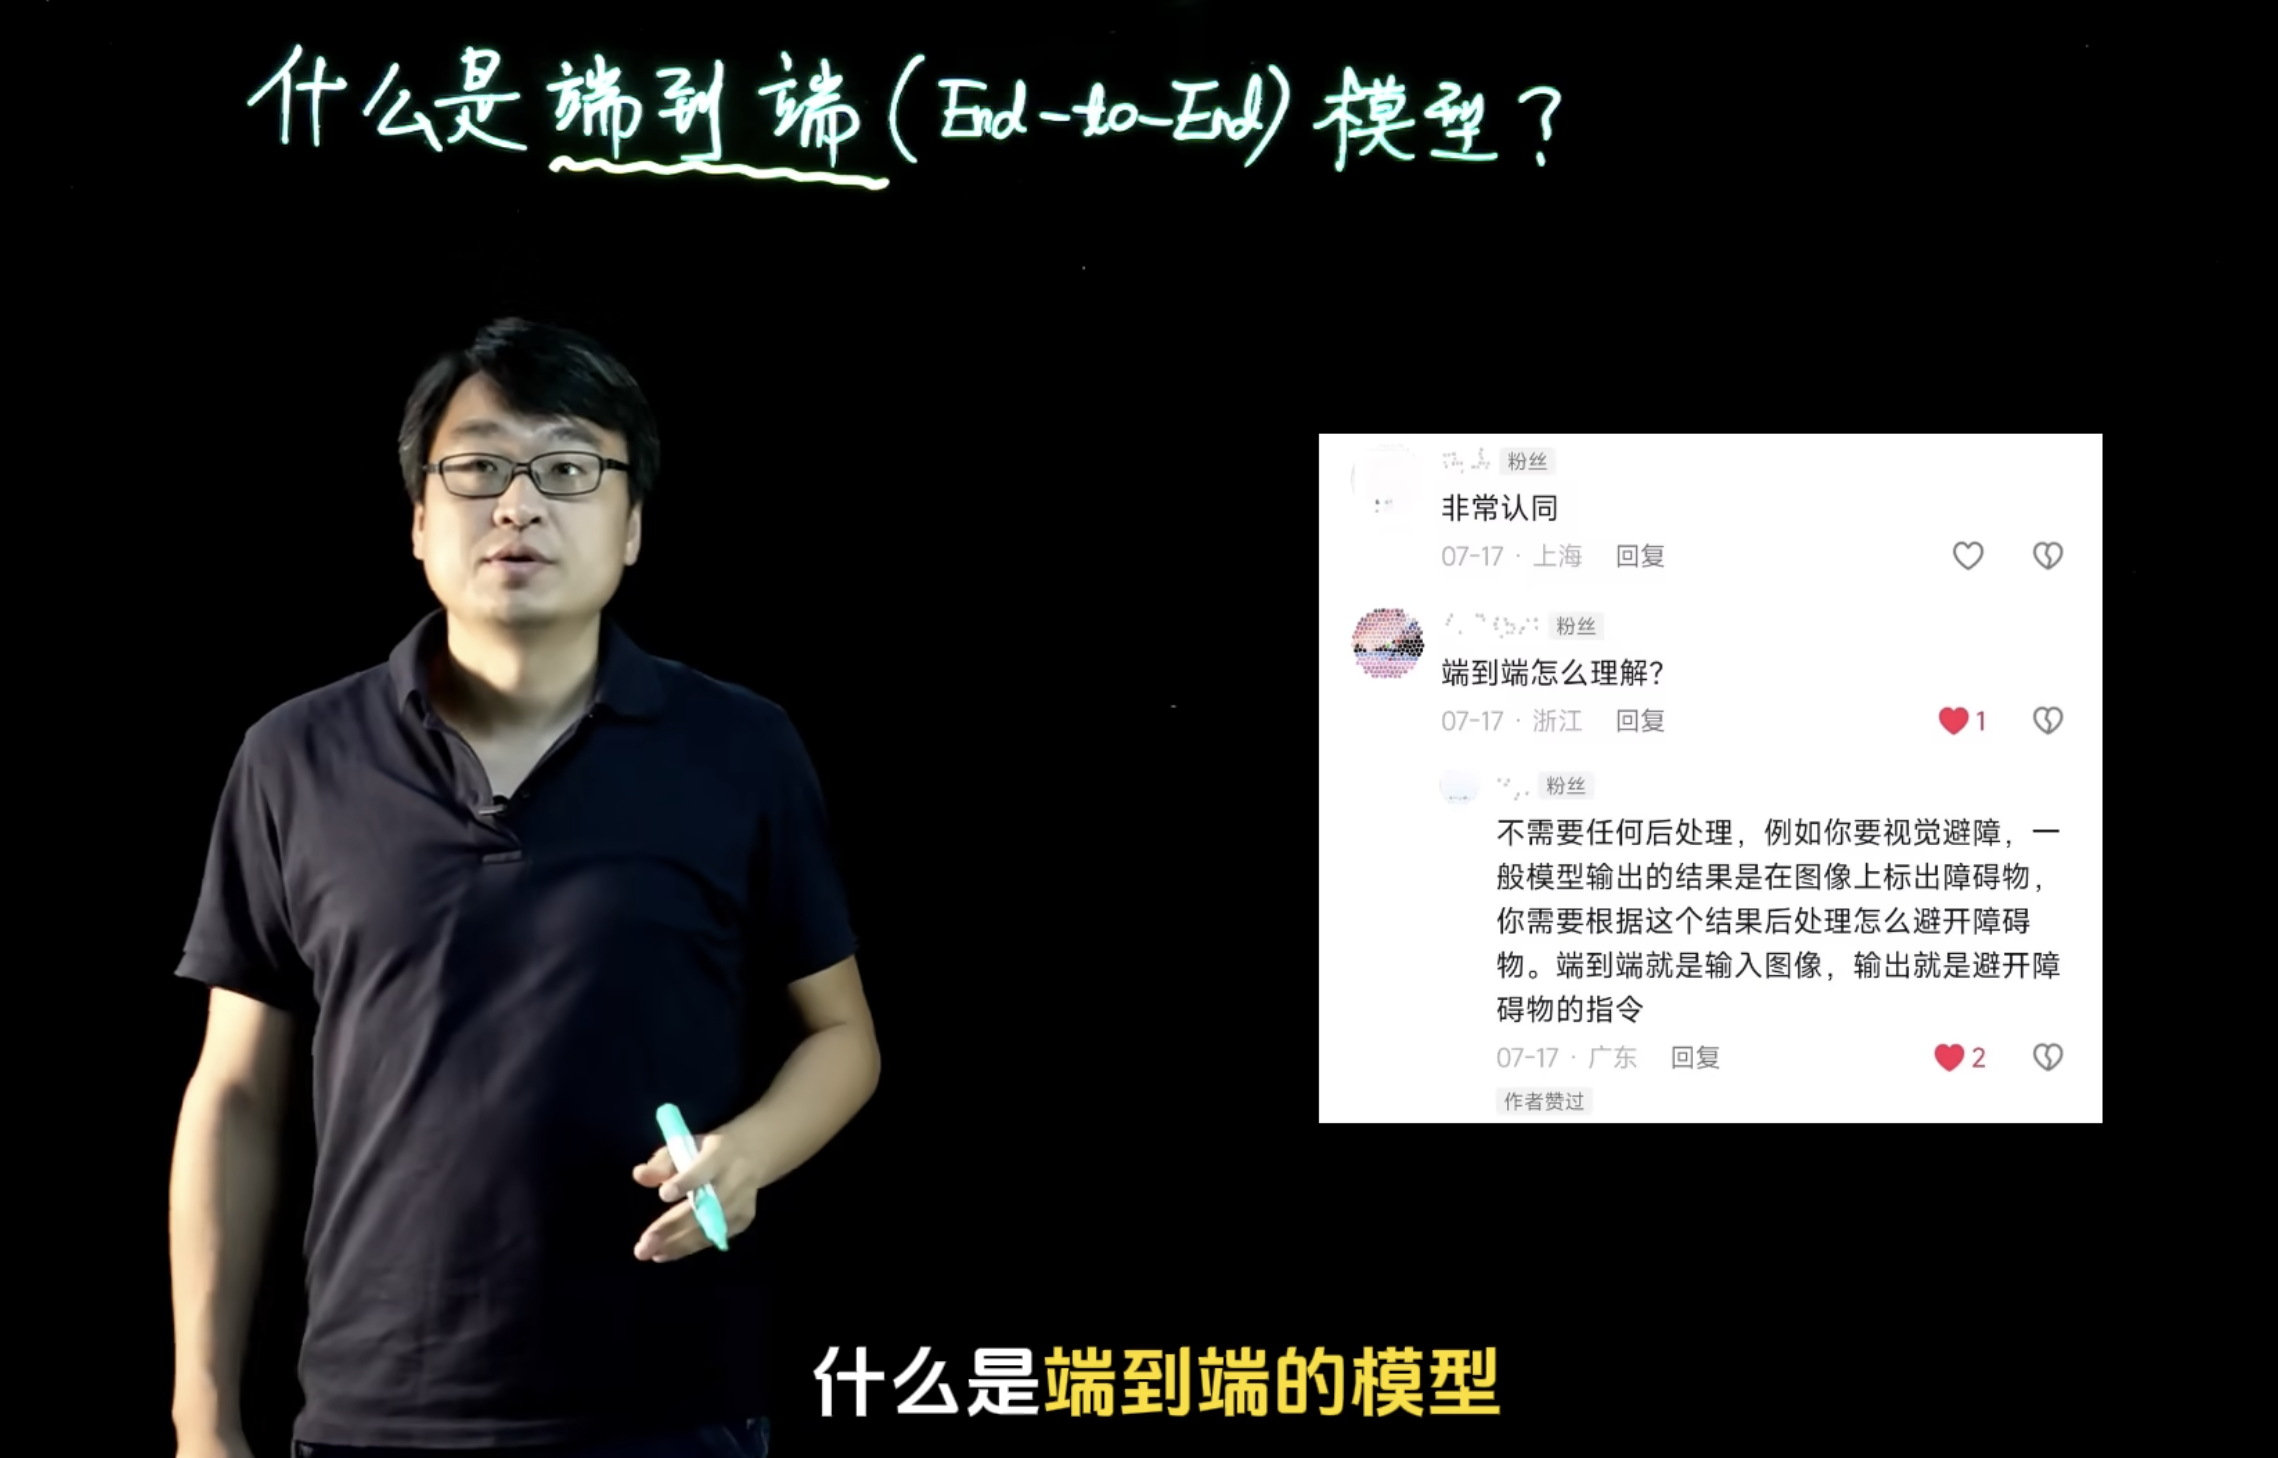 什么是端到端(End-to-End)模型?
粉丝
非常认同
07-17 · 上海 回复
粉丝
端到端怎么理解?
07-17 · 浙江 回复 1
粉丝
不需要任何后处理，例如你要视觉避障，一
般模型输出的结果是在图像上标出障碍物，
你需要根据这个结果后处理怎么避开障碍
物。端到端就是输入图像，输出就是避开障
碍物的指令
07-17 · 广东 回复 2
作者赞过
什么是端到端的模型